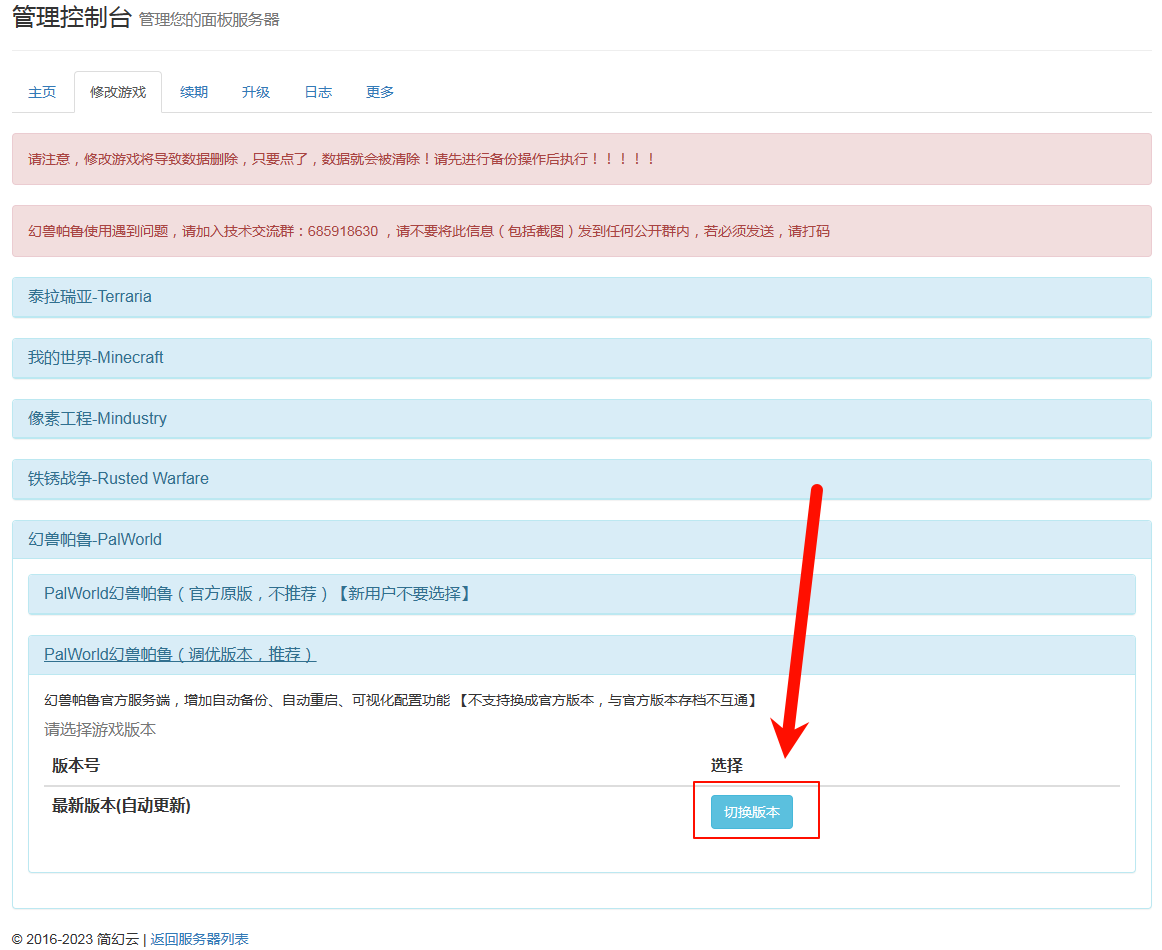 管理控制台 管理您的面板服务器
主页 修改游戏 续期 升级 日志 更多
请注意，修改游戏将导致数据删除，只要点了，数据就会被清除！请先进行备份操作后执行！！！！！
幻兽帕鲁使用遇到问题，请加入技术交流群：685918630 ，请不要将此信息（包括截图）发到任何公开群内，若必须发送，请打码
泰拉瑞亚-Terraria
我的世界-Minecraft
像素工程-Mindustry
铁锈战争-Rusted Warfare
幻兽帕鲁-PalWorld
PalWorld幻兽帕鲁（官方原版，不推荐）【新用户不要选择】
PalWorld幻兽帕鲁（调优版本，推荐）
幻兽帕鲁官方服务端，增加自动备份、自动重启、可视化配置功能 【不支持换成官方版本，与官方版本存档不互通】
请选择游戏版本
版本号 选择
最新版本(自动更新) 切换版本
© 2016-2023 简幻云 | 返回服务器列表